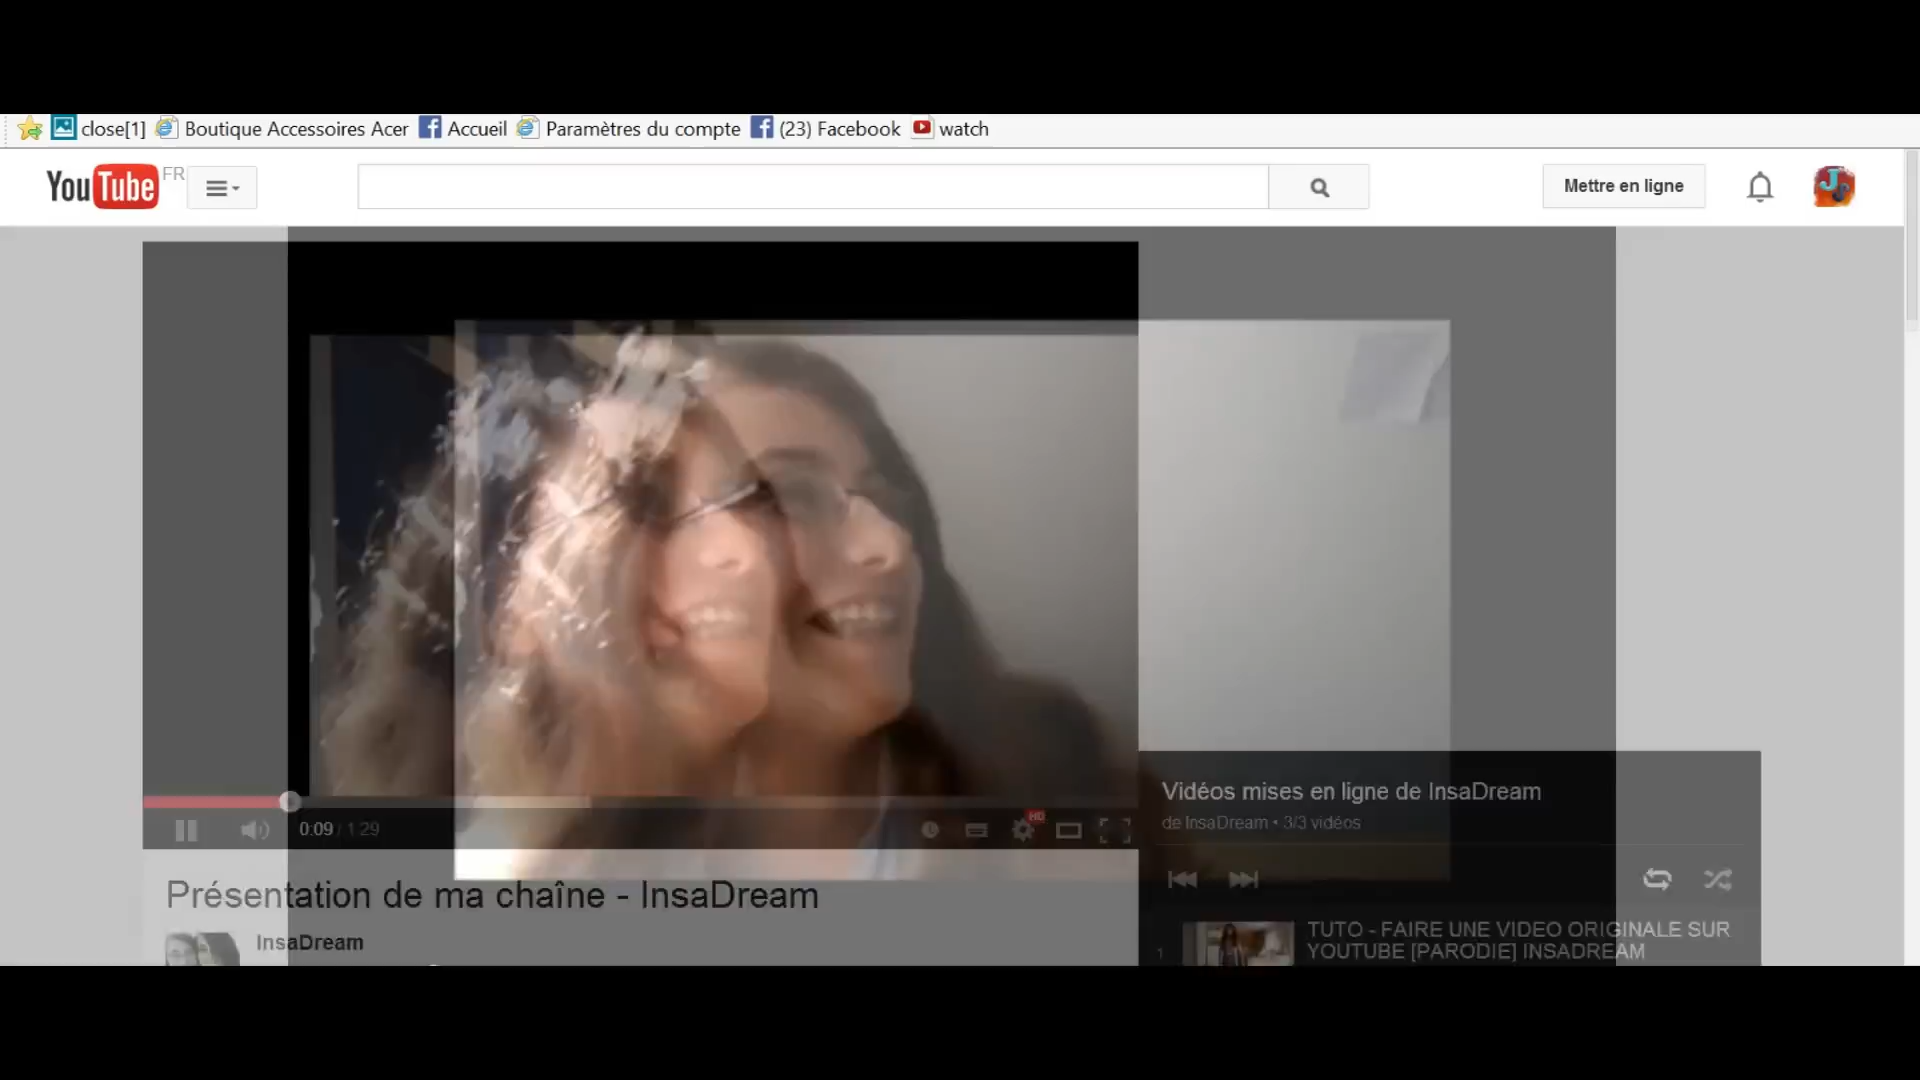 close[1] Boutique Accessoires Acer Accueil Paramètres du compte (23) Facebook watch
YouTube FR
Mettre en ligne
0:09 / 1:29
HD
Vidéos mises en ligne de InsaDream
de InsaDream • 3/3 vidéos
Présentation de ma chaîne - InsaDream
InsaDream
1
TUTO - FAIRE UNE VIDEO ORIGINALE SUR
YOUTUBE [PARODIE] INSADREAM